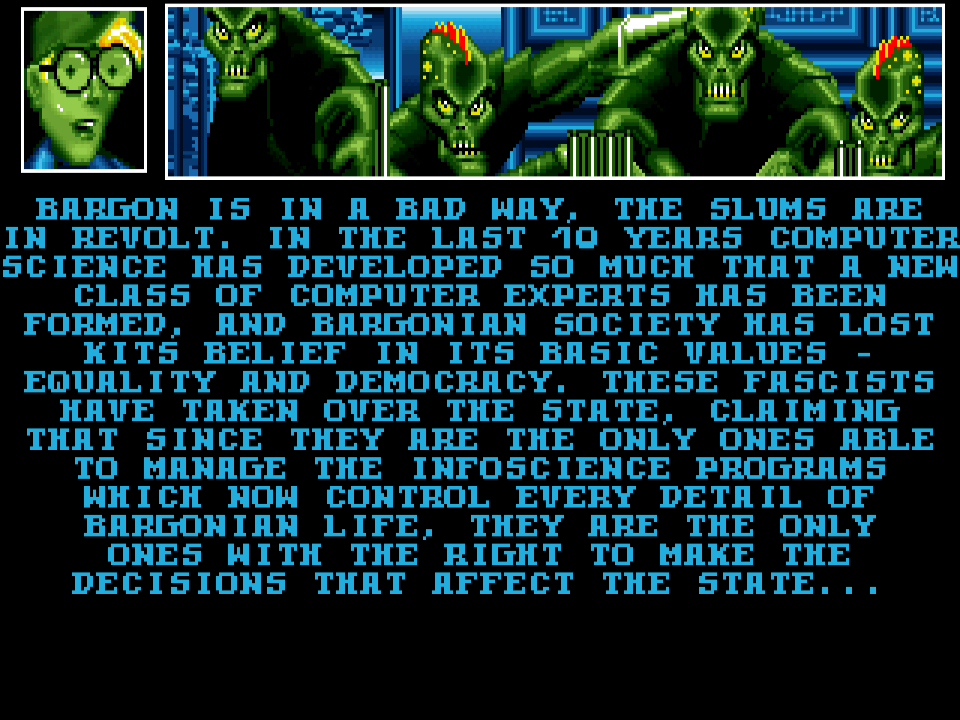 BARGON IS IN A BAD WAY, THE SLUMS ARE
IN REVOLT. IN THE LAST 10 YEARS COMPUTER
SCIENCE HAS DEVELOPED SO MUCH THAT A NEW
CLASS OF COMPUTER EXPERTS HAS BEEN
FORMED, AND BARGONIAN SOCIETY HAS LOST
KITS BELIEF IN ITS BASIC VALUES -
EQUALITY AND DEMOCRACY. THESE FASCISTS
HAVE TAKEN OVER THE STATE, CLAIMING
THAT SINCE THEY ARE THE ONLY ONES ABLE
TO MANAGE THE INFOSCIENCE PROGRAMS
WHICH NOW CONTROL EVERY DETAIL OF
BARGONIAN LIFE, THEY ARE THE ONLY
ONES WITH THE RIGHT TO MAKE THE
DECISIONS THAT AFFECT THE STATE...